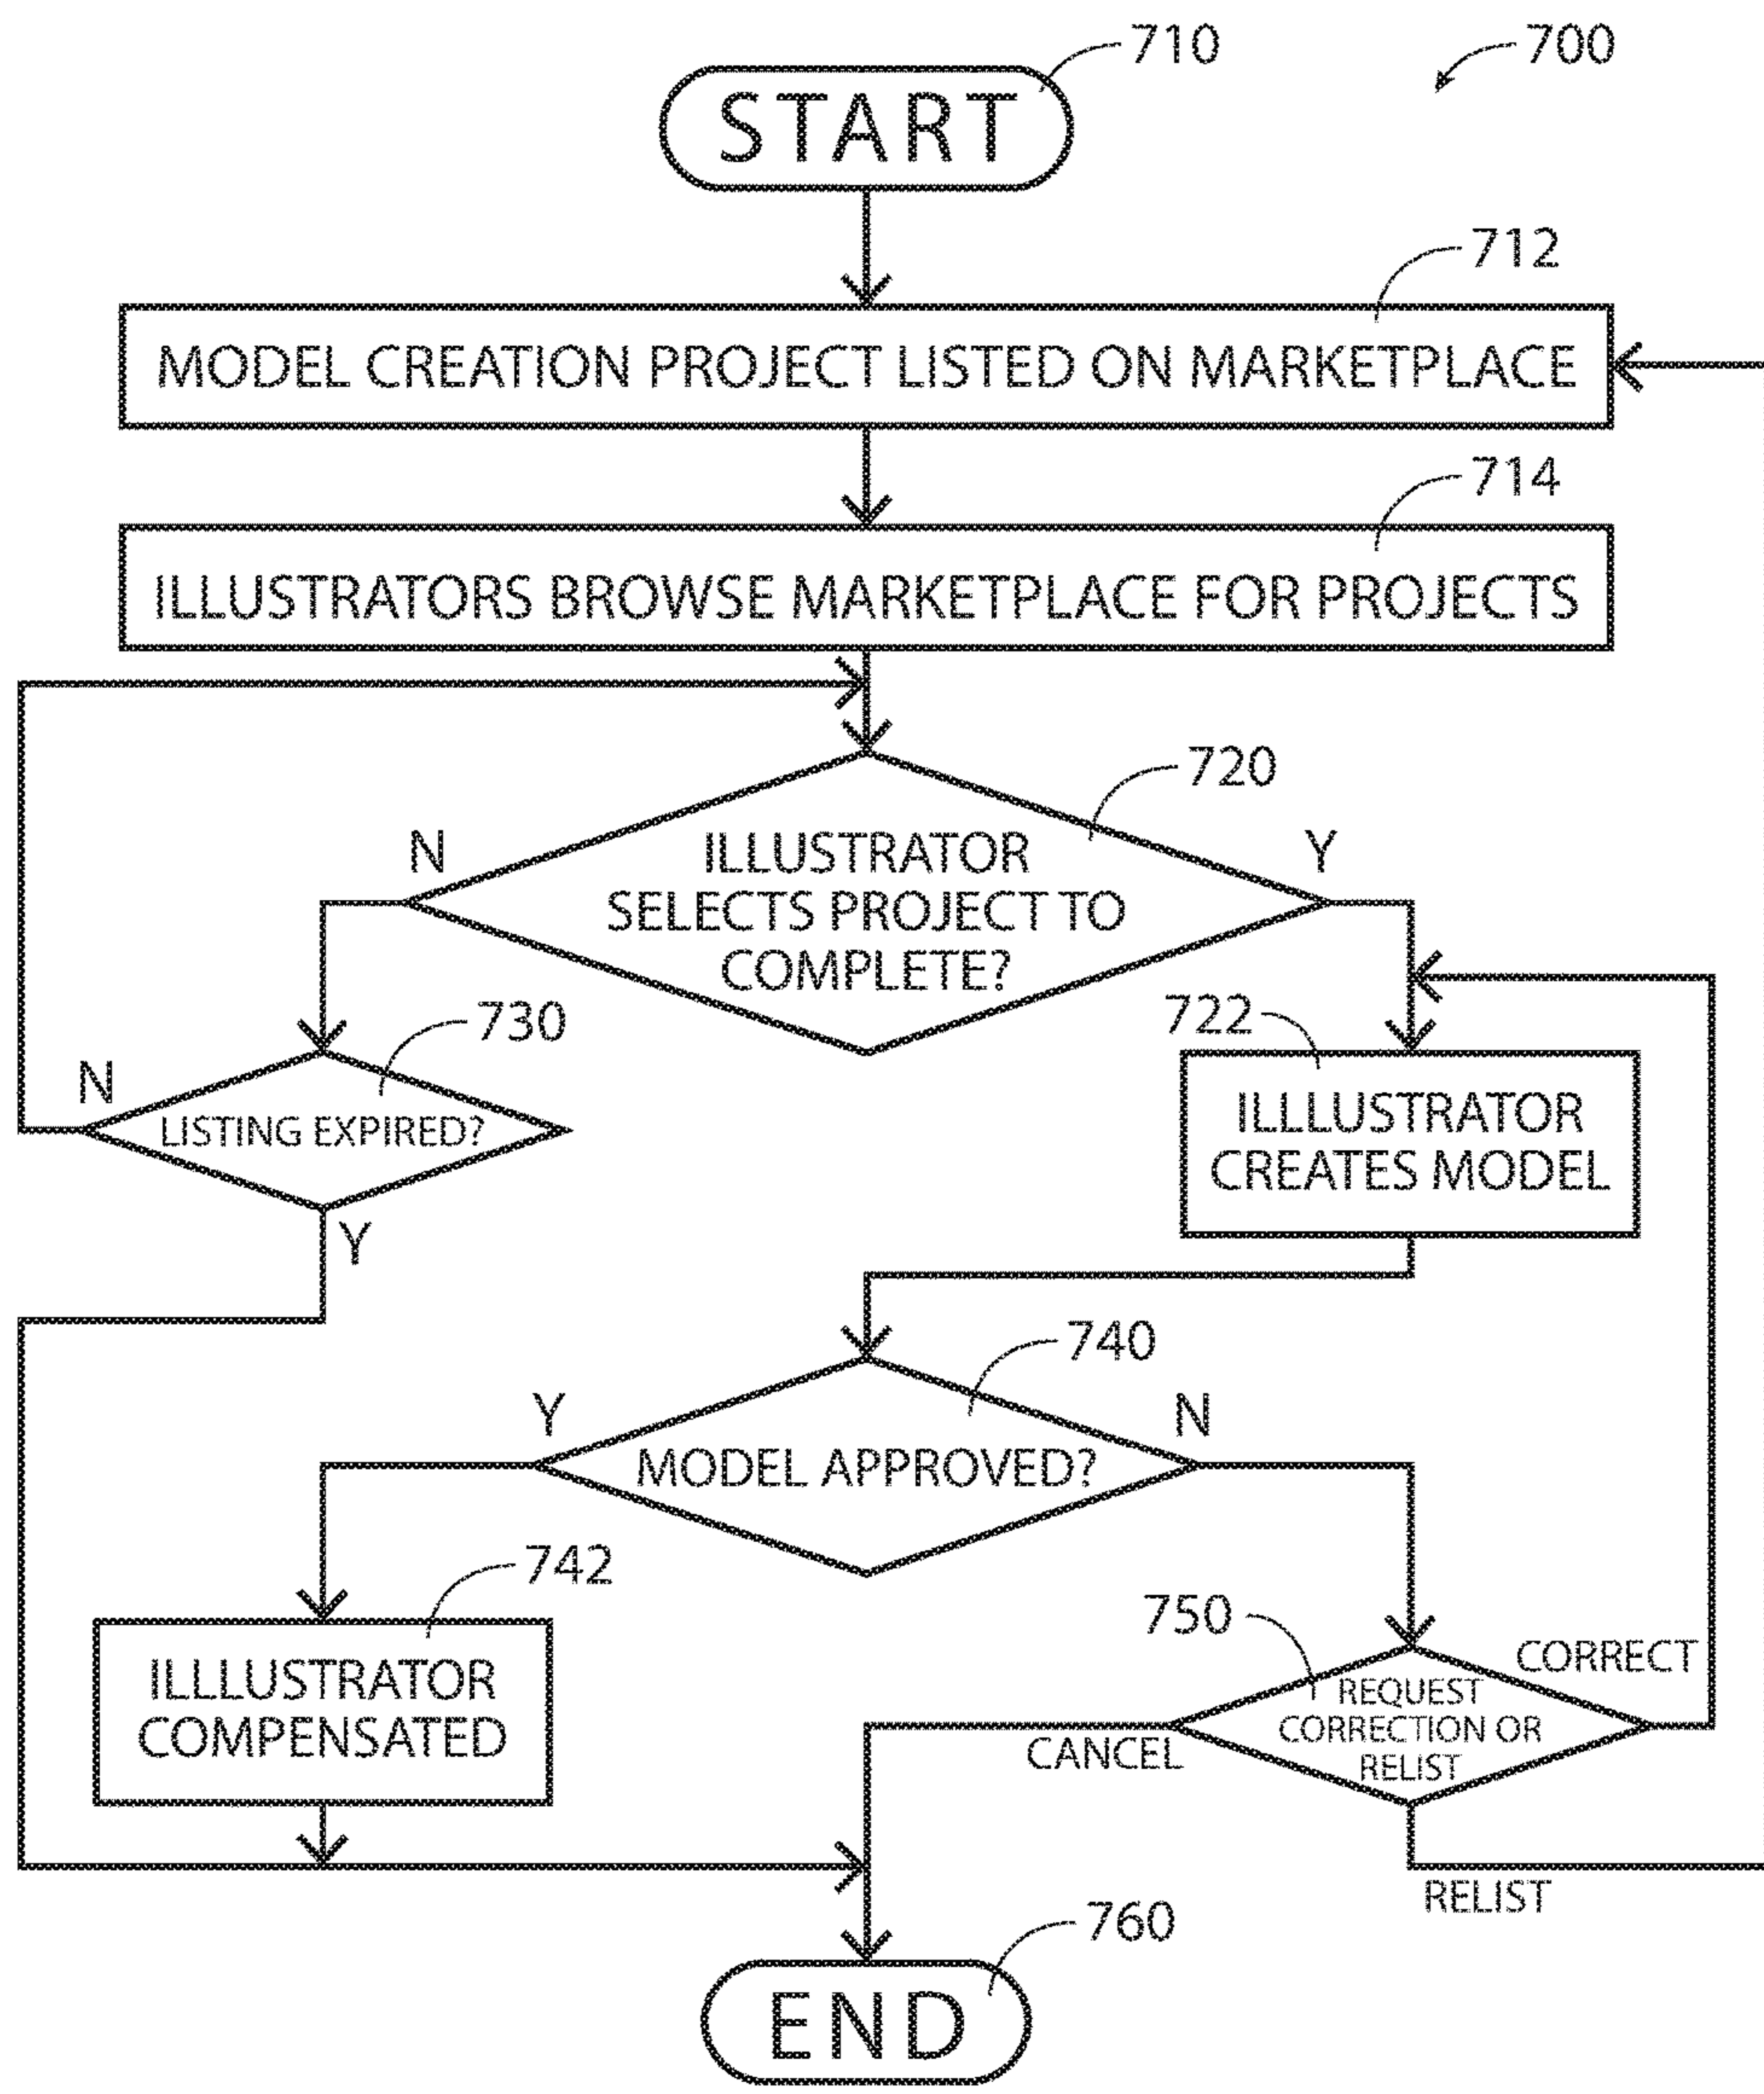 710
700
START
712
MODEL CREATION PROJECT LISTED ON MARKETPLACE
714
ILLUSTRATORS BROWSE MARKETPLACE FOR PROJECTS
720
N
Y
ILLUSTRATOR
SELECTS PROJECT TO
COMPLETE?
730
722
N
LISTING EXPIRED?
ILLLUSTRATOR
CREATES MODEL
Y
740
Y
N
MODEL APPROVED?
742
750
CORRECT
ILLLUSTRATOR
COMPENSATED
REQUEST
CORRECTION OR
RELIST
CANCEL
RELIST
760
END